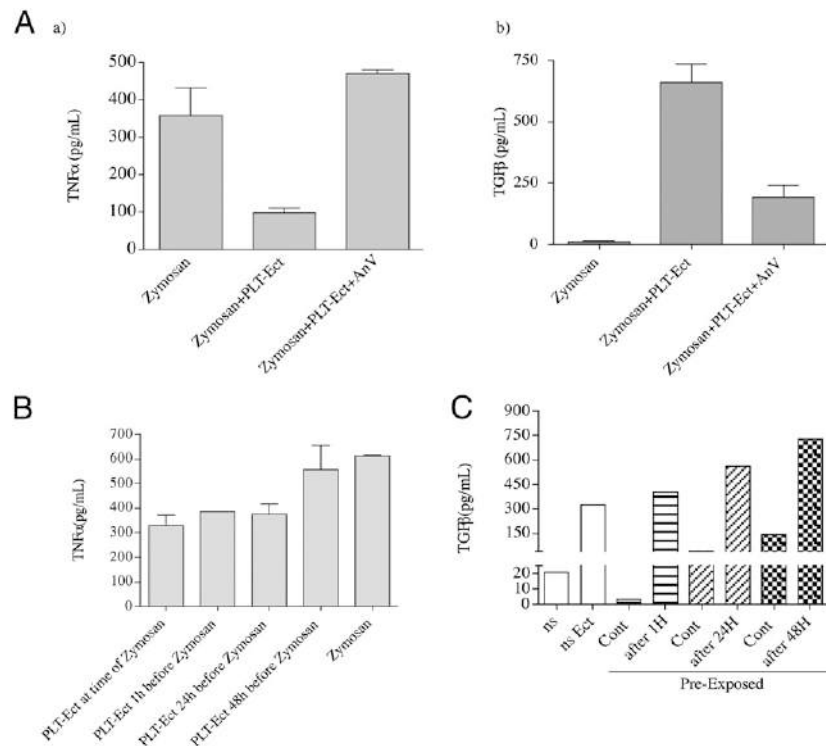 A
a)
TNFα (pg/mL)
500
400
300
200
100
0
Zymosan
Zymosan+PLT-Ect
Zymosan+PLT-Ect+AnV
b)
TGFβ (pg/mL)
750
500
250
0
Zymosan
Zymosan+PLT-Ect
Zymosan+PLT-Ect+AnV
B
TNFα(pg/mL)
700
600
500
400
300
200
100
0
PLT-Ect at time of Zymosan
PLT-Ect 1h before Zymosan
PLT-Ect 24h before Zymosan
PLT-Ect 48h before Zymosan
Zymosan
C
TGFβ(pg/mL)
900
750
600
450
300
150
20
10
0
ns
ns Ect
Cont
after 1H
Cont
after 24H
Cont
after 48H
Pre-Exposed